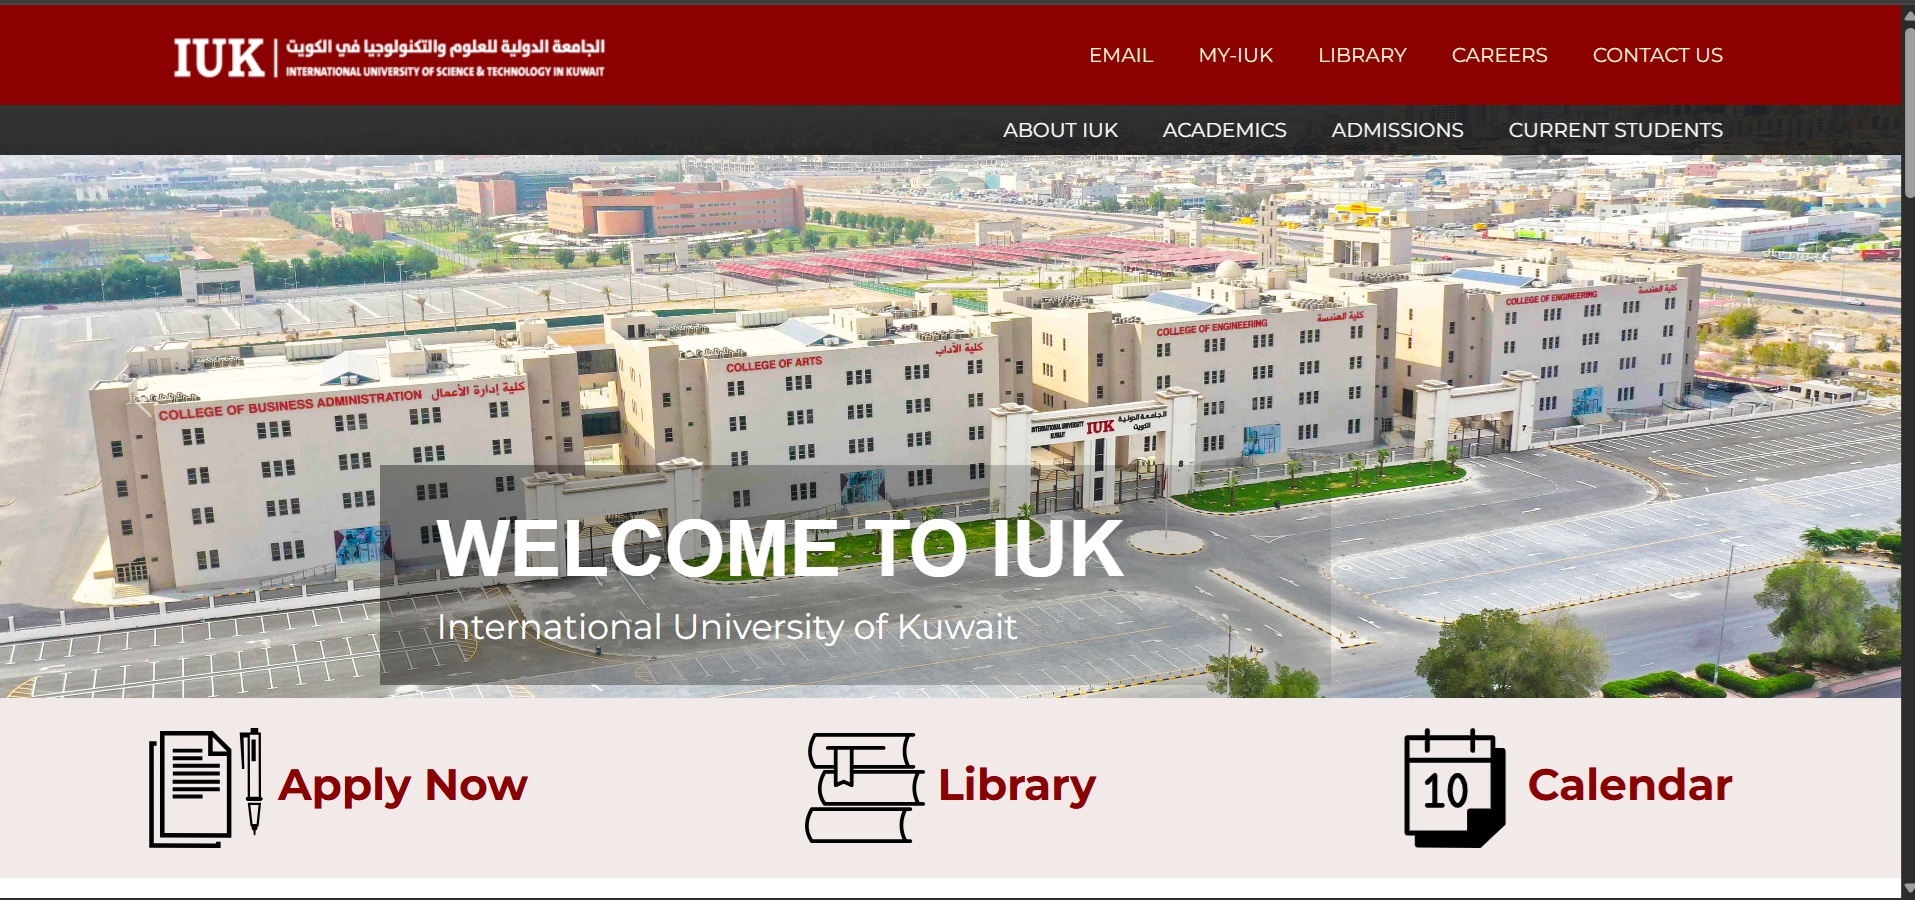 IUK
الجامعة الدولية للعلوم والتكنولوجيا في الكويت
INTERNATIONAL UNIVERSITY OF SCIENCE & TECHNOLOGY IN KUWAIT
EMAIL MY-IUK LIBRARY CAREERS CONTACT US
ABOUT IUK ACADEMICS ADMISSIONS CURRENT STUDENTS
COLLEGE OF BUSINESS ADMINISTRATION كلية إدارة الأعمال
COLLEGE OF ARTS كلية الآداب
COLLEGE OF ENGINEERING كلية الهندسة
COLLEGE OF ENGINEERING كلية الهندسة
INTERNATIONAL UNIVERSITY KUWAIT IUK الجامعة الدولية الكويت
8
7
WELCOME TO IUK
International University of Kuwait
Apply Now
Library
10
Calendar